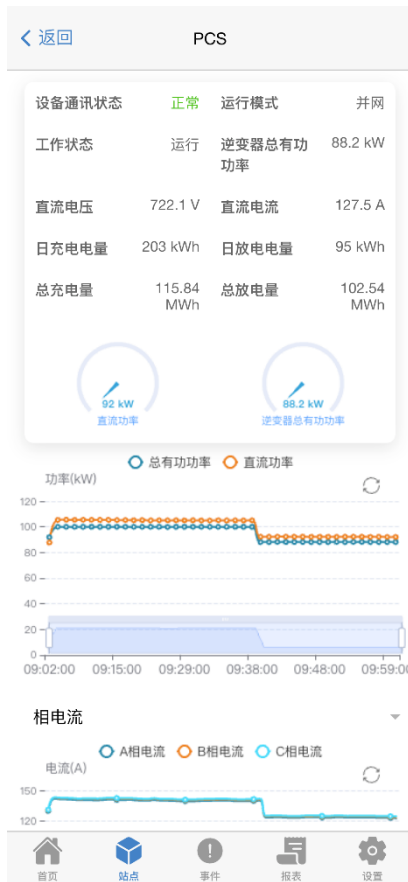 返回
PCS
设备通讯状态 正常 运行模式 并网
工作状态 运行 逆变器总有功功率 88.2 kW
直流电压 722.1 V 直流电流 127.5 A
日充电电量 203 kWh 日放电电量 95 kWh
总充电量 115.84 MWh 总放电量 102.54 MWh
92 kW 88.2 kW
直流功率 逆变器总有功功率
总有功功率 直流功率
功率(kW)
120
100
80
60
40
20
0
09:02:00 09:15:00 09:29:00 09:38:00 09:48:00 09:59:00
相电流
A相电流 B相电流 C相电流
电流(A)
150
120
首页 站点 事件 报表 设置